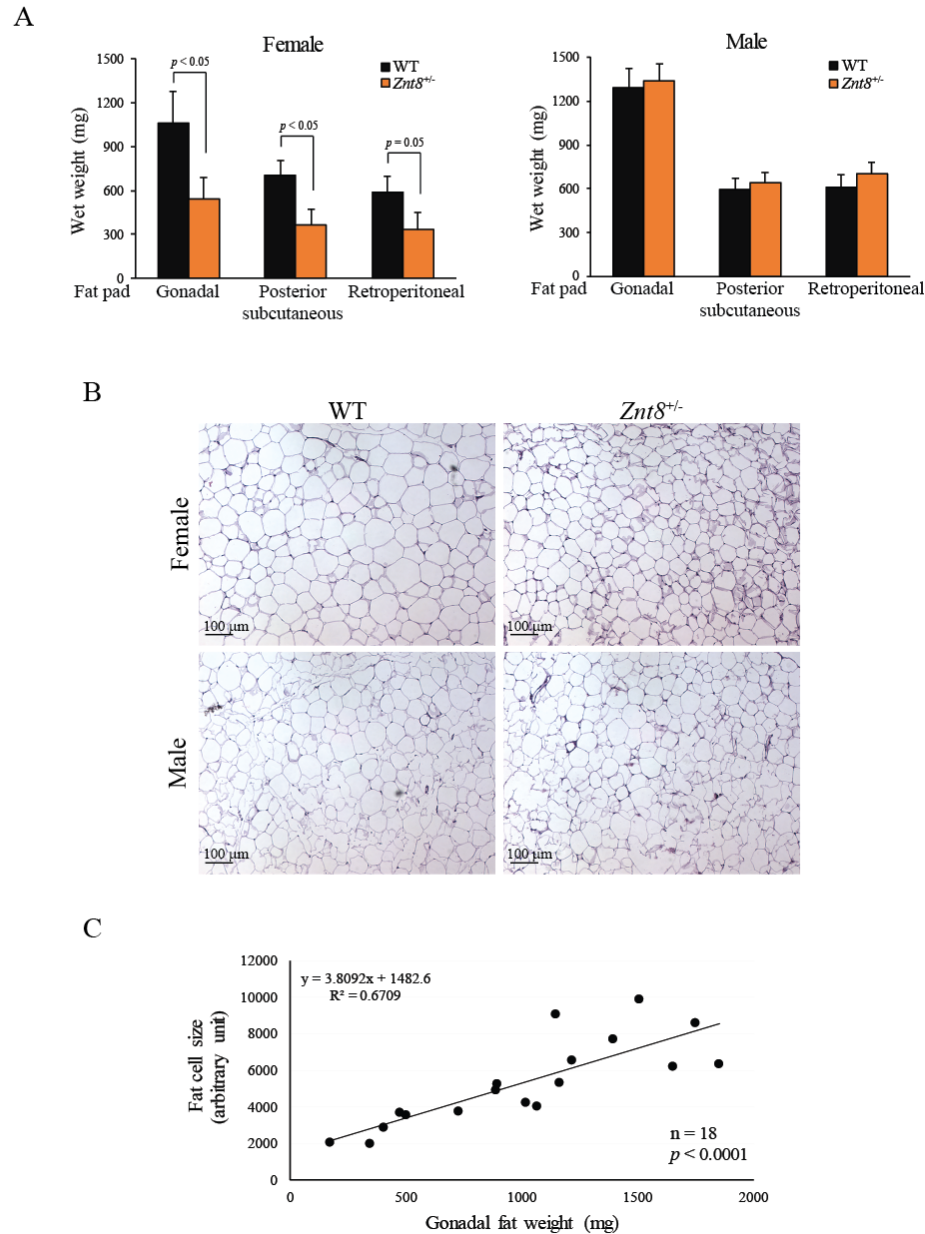 A
Female
1500
1200
900
600
300
0
Wet weight (mg)
p < 0.05
p < 0.05
p = 0.05
WT
Znt8+/-
Fat pad Gonadal Posterior subcutaneous Retroperitoneal
Male
1500
1200
900
600
300
0
Wet weight (mg)
WT
Znt8+/-
Fat pad Gonadal Posterior subcutaneous Retroperitoneal
B
WT Znt8+/-
Female
100 μm
100 μm
Male
100 μm
100 μm
C
12000
10000
8000
6000
4000
2000
0
Fat cell size
(arbitrary unit)
y = 3.8092x + 1482.6
R² = 0.6709
n = 18
p < 0.0001
0 500 1000 1500 2000
Gonadal fat weight (mg)